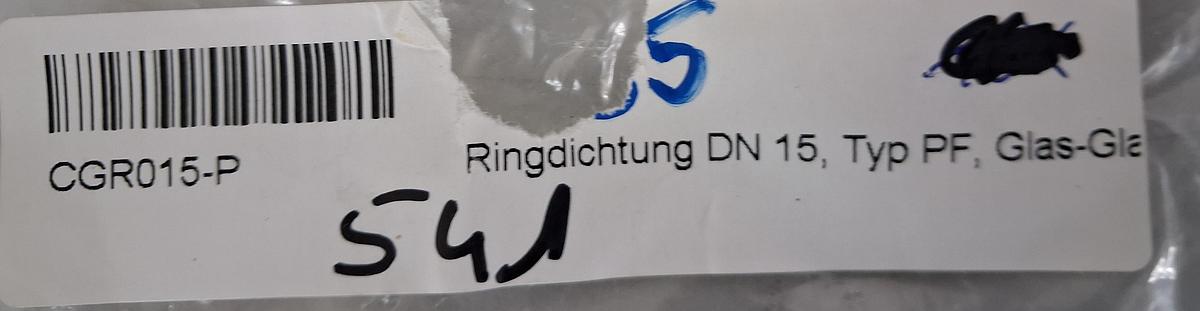 5
CGR015-P
Ringdichtung DN 15, Typ PF, Glas-Gla
541